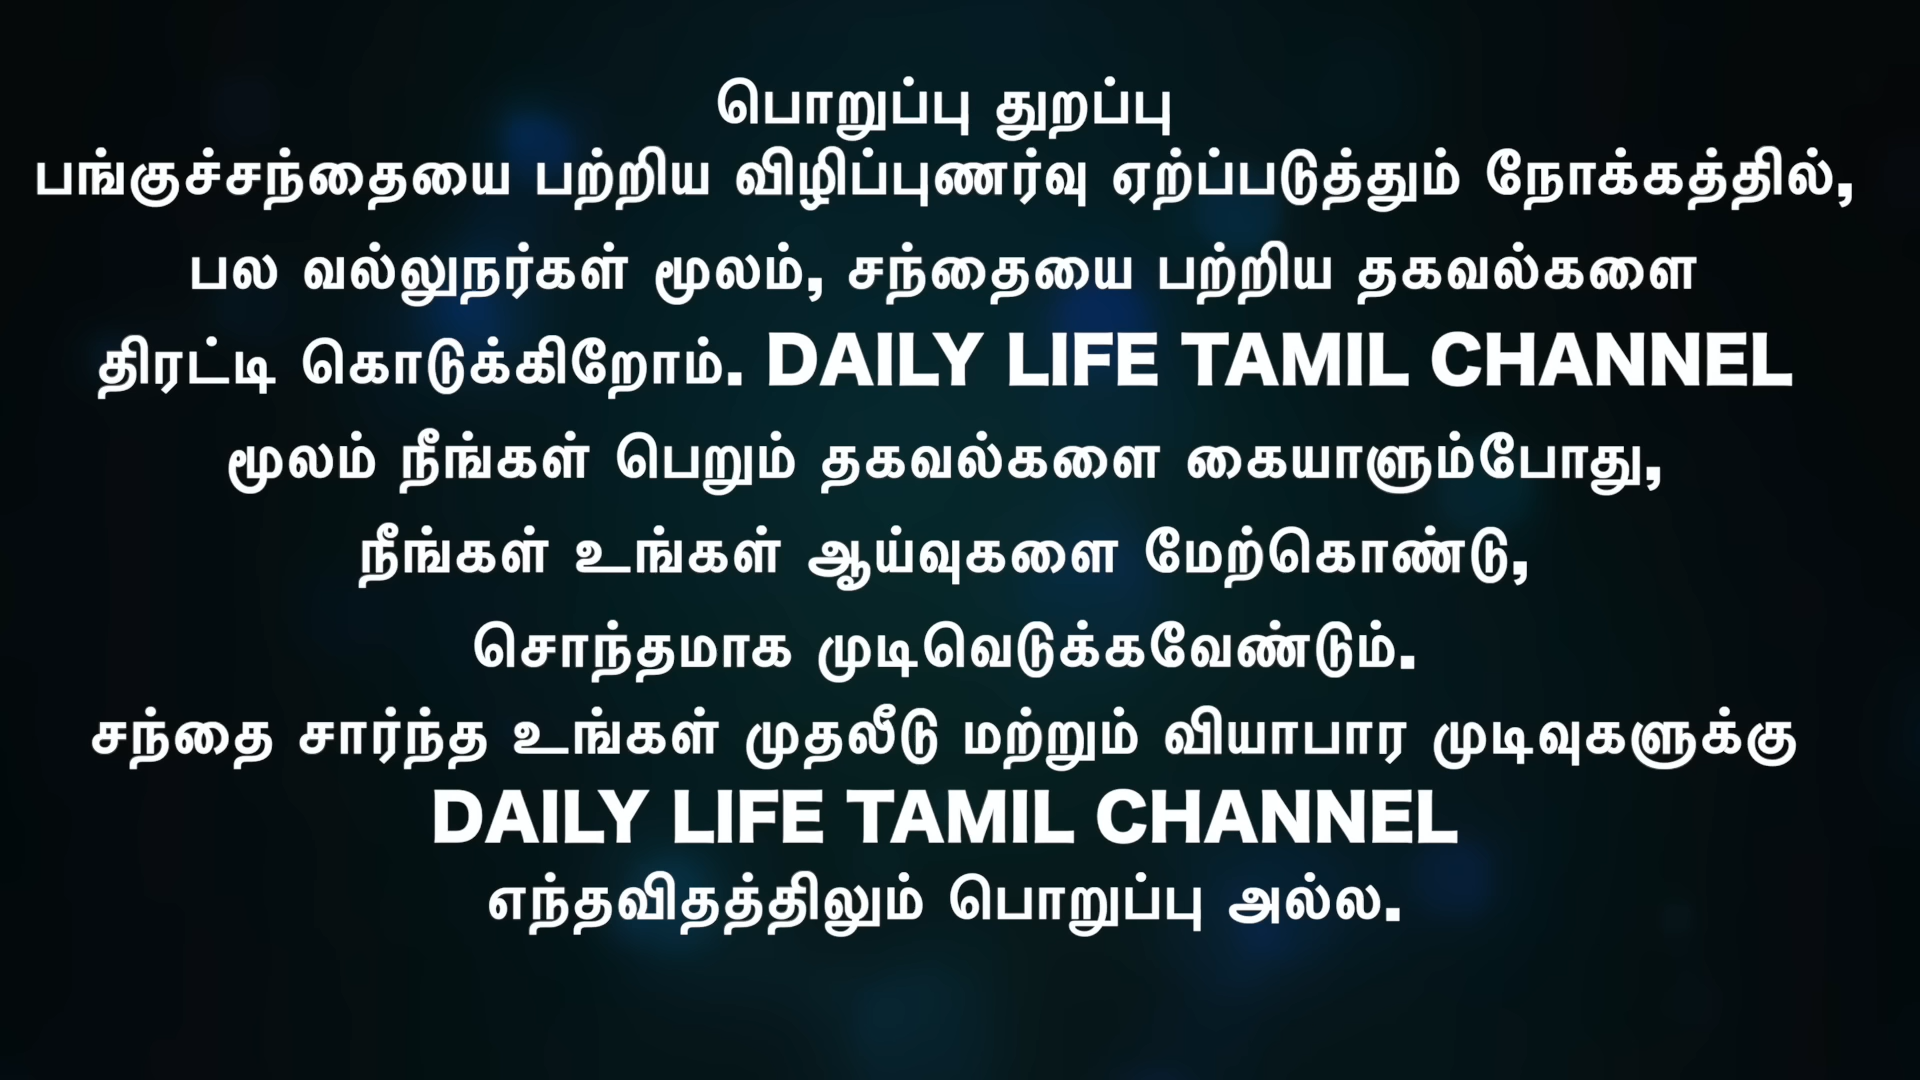 பொறுப்பு துறப்பு
பங்குச்சந்தையை பற்றிய விழிப்புணர்வு ஏற்ப்படுத்தும் நோக்கத்தில்,
பல வல்லுநர்கள் மூலம், சந்தையை பற்றிய தகவல்களை
திரட்டி கொடுக்கிறோம். DAILY LIFE TAMIL CHANNEL
மூலம் நீங்கள் பெறும் தகவல்களை கையாளும்போது,
நீங்கள் உங்கள் ஆய்வுகளை மேற்கொண்டு,
சொந்தமாக முடிவெடுக்கவேண்டும்.
சந்தை சார்ந்த உங்கள் முதலீடு மற்றும் வியாபார முடிவுகளுக்கு
DAILY LIFE TAMIL CHANNEL
எந்தவிதத்திலும் பொறுப்பு அல்ல.